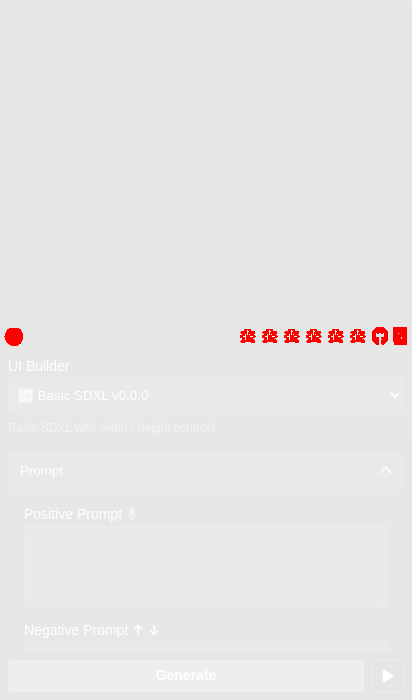 UI Builder
Basic SDXL v0.0.0
Basic SDXL with width / height controls
Prompt
Positive Prompt
Negative Prompt
Generate